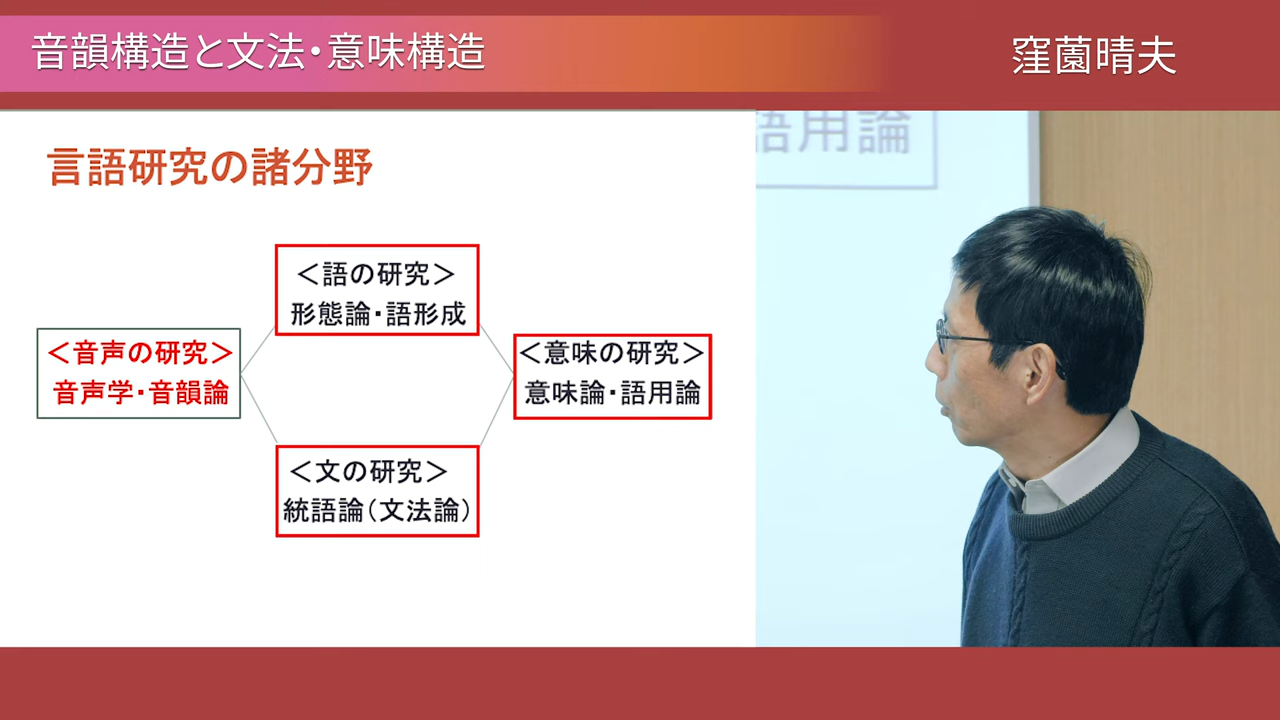 音韻構造と文法・意味構造
窪薗晴夫
言語研究の諸分野
＜語の研究＞
形態論・語形成
＜音声の研究＞
音声学・音韻論
＜意味の研究＞
意味論・語用論
＜文の研究＞
統語論（文法論）
語用論